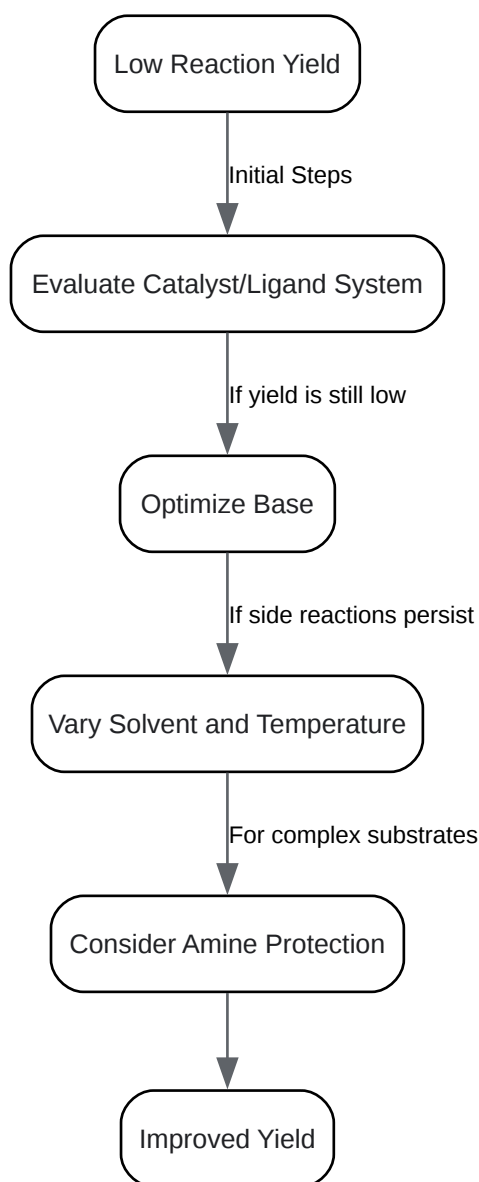 Low Reaction Yield
Initial Steps
Evaluate Catalyst/Ligand System
If yield is still low
Optimize Base
If side reactions persist
Vary Solvent and Temperature
For complex substrates
Consider Amine Protection
Improved Yield